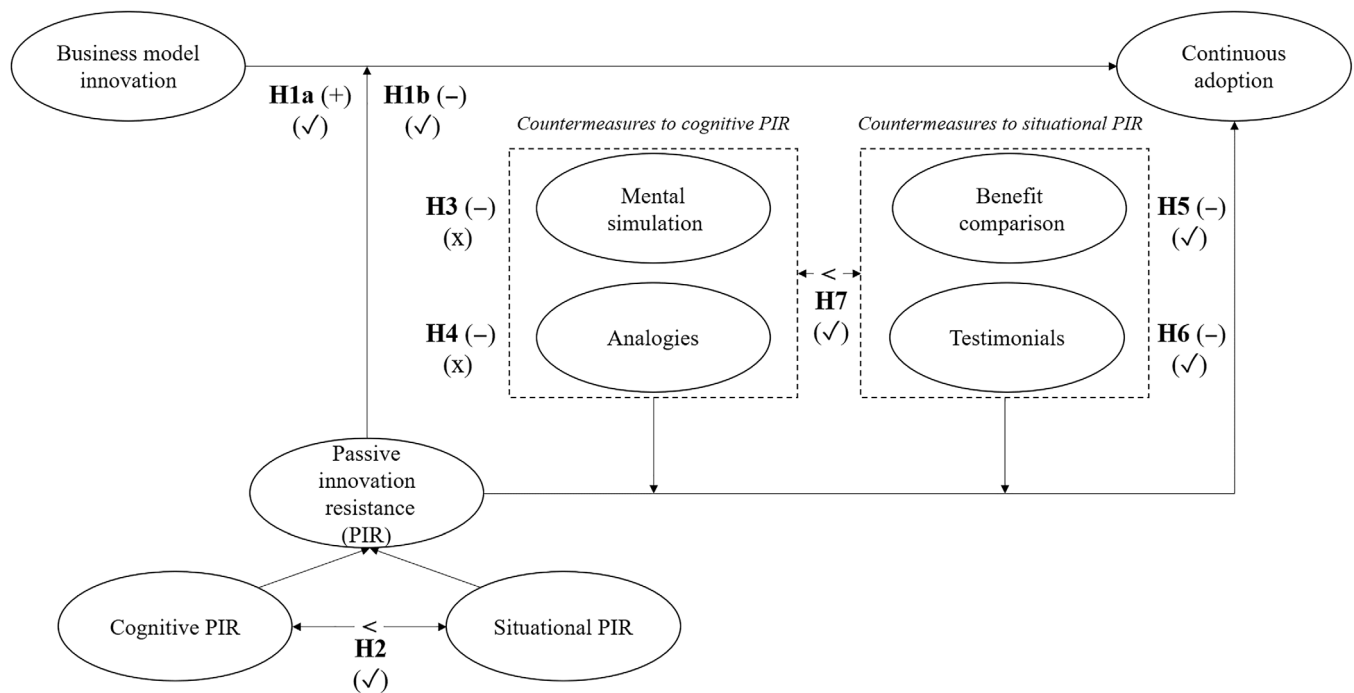 Business model
innovation
Continuous
adoption
H1a (+)
(✓)
H1b (–)
(✓)
Countermeasures to cognitive PIR
Countermeasures to situational PIR
H3 (–)
(x)
Mental
simulation
Benefit
comparison
H5 (–)
(✓)
<
H7
(✓)
H4 (–)
(x)
Analogies
Testimonials
H6 (–)
(✓)
Passive
innovation
resistance
(PIR)
Cognitive PIR
<
H2
(✓)
Situational PIR